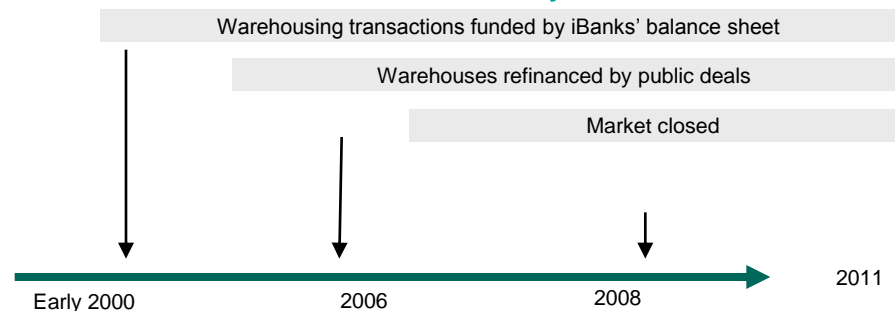 Warehousing transactions funded by iBanks' balance sheet
Warehouses refinanced by public deals
Market closed
2011
Early 2000
2006
2008